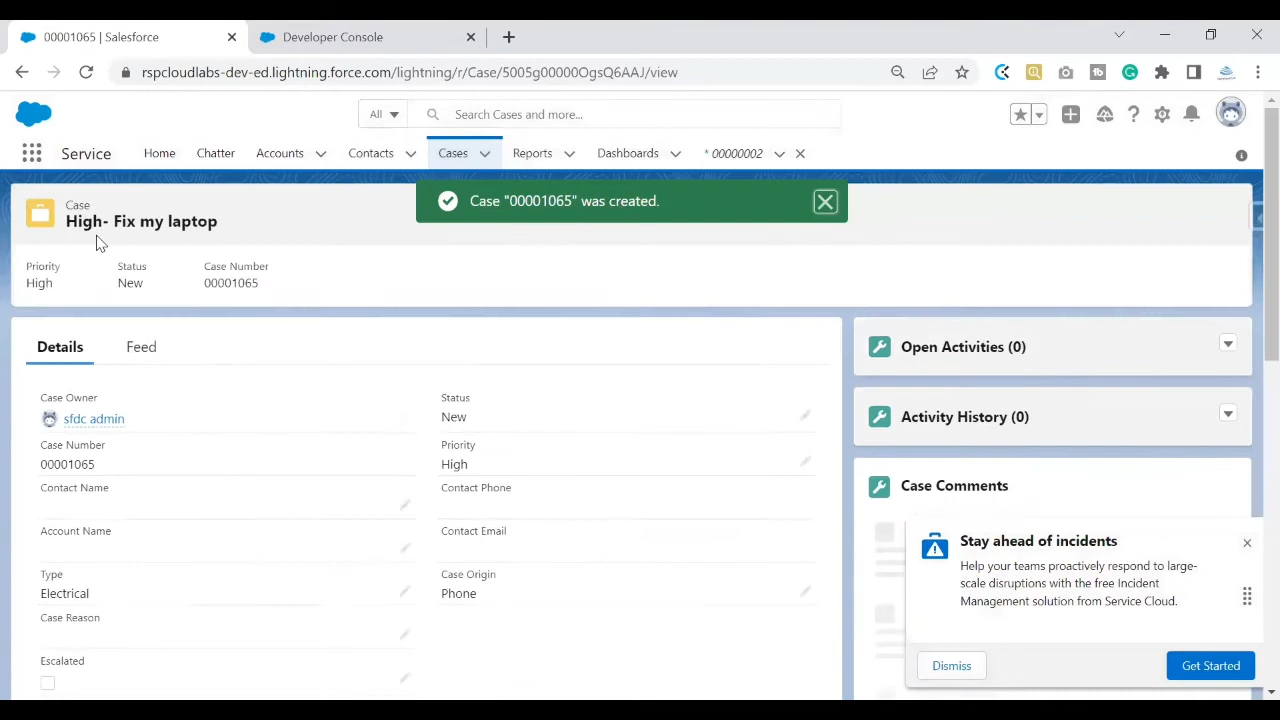 00001065 | Salesforce
Developer Console
rspcloudlabs-dev-ed.lightning.force.com/lightning/r/Case/5005g00000OgsQ6AAJ/view
All
Search Cases and more...
Service
Home
Chatter
Accounts
Contacts
Cases
Reports
Dashboards
* 00000002
Case "00001065" was created.
Case
High- Fix my laptop
Priority
Status
Case Number
High
New
00001065
Details
Feed
Case Owner
sfdc admin
Case Number
00001065
Contact Name
Account Name
Type
Electrical
Case Reason
Escalated
Status
New
Priority
High
Contact Phone
Contact Email
Case Origin
Phone
Open Activities (0)
Activity History (0)
Case Comments
Stay ahead of incidents
Help your teams proactively respond to large-
scale disruptions with the free Incident
Management solution from Service Cloud.
Dismiss
Get Started